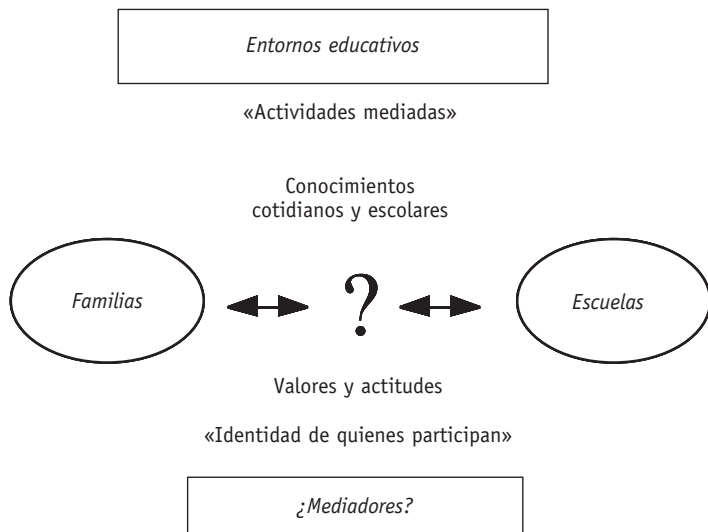 Entornos educativos
«Actividades mediadas»
Conocimientos
cotidianos y escolares
Familias
?
Escuelas
Valores y actitudes
«Identidad de quienes participan»
¿Mediadores?